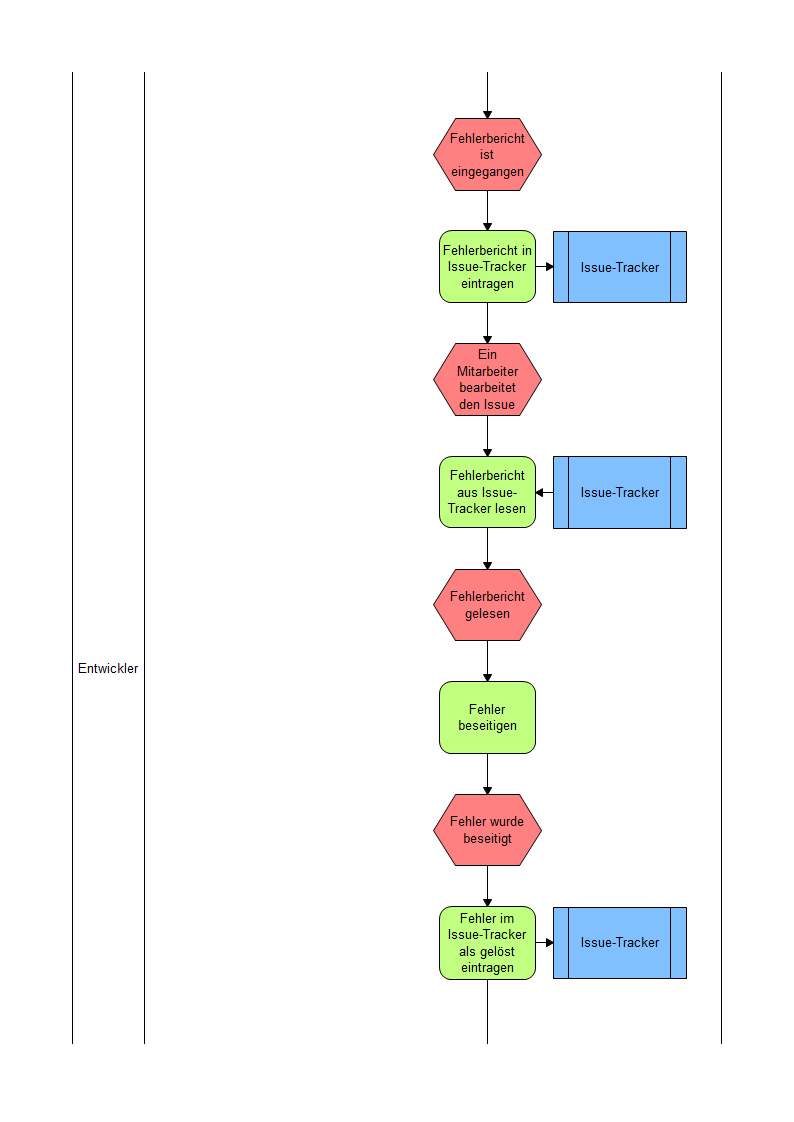 Fehlerbericht
ist
eingegangen
Fehlerbericht in
Issue-Tracker
eintragen
Issue-Tracker
Ein
Mitarbeiter
bearbeitet
den Issue
Fehlerbericht
aus Issue-
Tracker lesen
Issue-Tracker
Fehlerbericht
gelesen
Entwickler
Fehler
beseitigen
Fehler wurde
beseitigt
Fehler im
Issue-Tracker
als gelöst
eintragen
Issue-Tracker